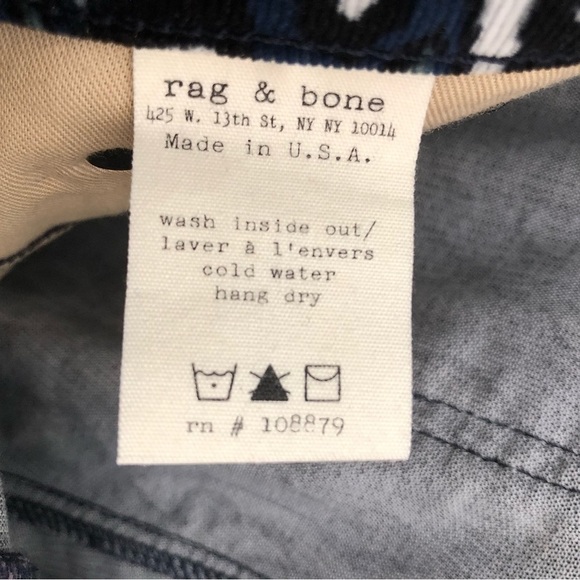 rag & bone
425 W. 13th St, NY NY 10014
Made in U.S.A.
wash inside out/
laver à l'envers
cold water
hang dry
rn # 108879